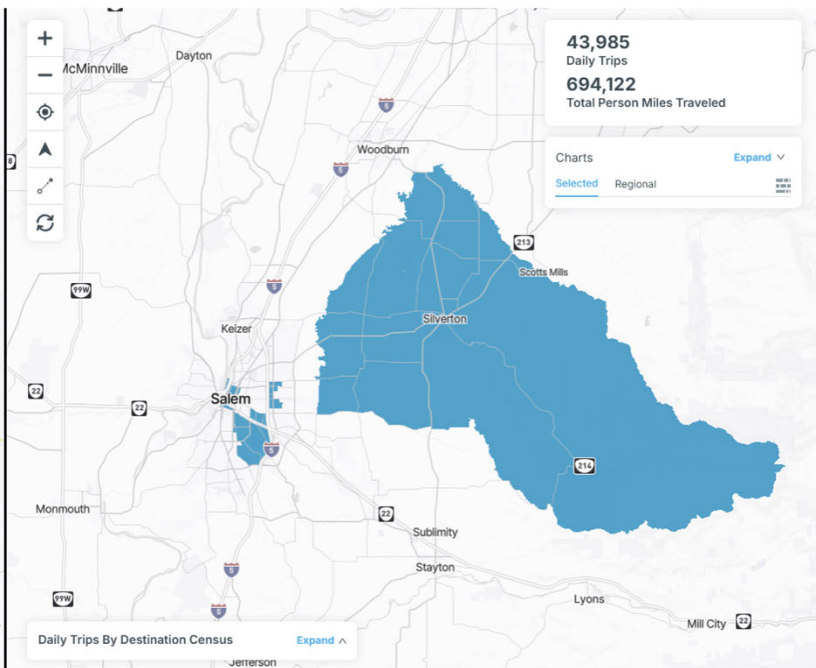 43,985
Daily Trips
694,122
Total Person Miles Traveled
Charts
Expand
Selected Regional
McMinnville
Dayton
5
Woodburn
5
8
213
Scotts Mills
5
99W
Silverton
Keizer
22
Salem
22
5
214
Monmouth
22
Sublimity
Stayton
5
99W
Lyons
5
Mill City
22
Daily Trips By Destination Census
Expand
Jefferson